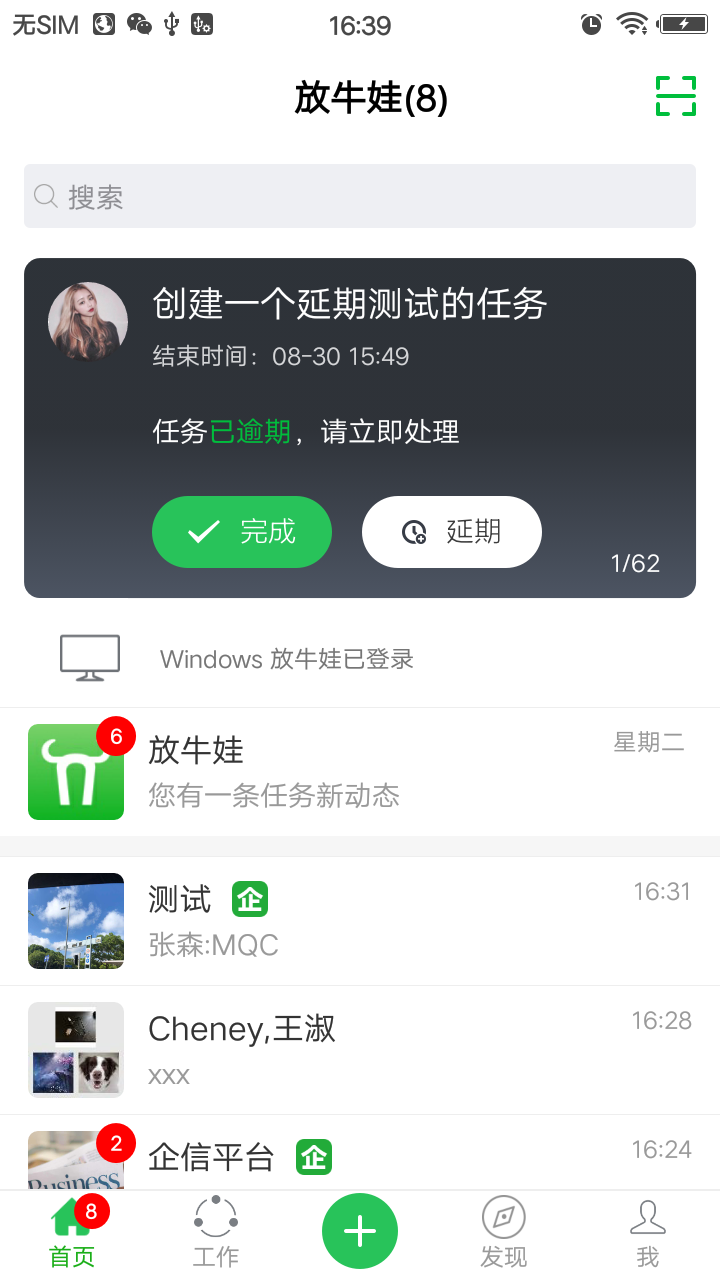 无SIM 16:39
放牛娃(8)
搜索
创建一个延期测试的任务
结束时间：08-30 15:49
任务已逾期，请立即处理
完成 延期
1/62
Windows 放牛娃已登录
6
放牛娃 星期二
您有一条任务新动态
测试 企 16:31
张森:MQC
Cheney,王淑 16:28
xxx
2
企信平台 企 16:24
Business
8
首页 工作 发现 我